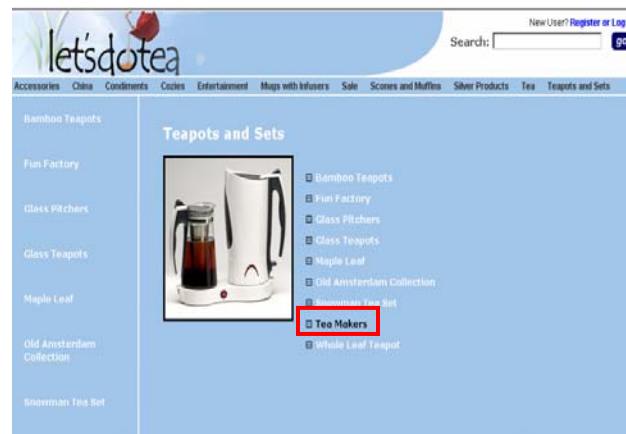 New User? Register or Log
let'sdotea
Search:
go
Accessories China Condiments Cozies Entertainment Mugs with Infusers Sale Scones and Muffins Silver Products Tea Teapots and Sets
Bamboo Teapots
Fun Factory
Glass Pitchers
Glass Teapots
Maple Leaf
Old Amsterdam
Collection
Snowman Tea Set
Teapots and Sets
Bamboo Teapots
Fun Factory
Glass Pitchers
Glass Teapots
Maple Leaf
Old Amsterdam Collection
Snowman Tea Set
Tea Makers
Whole Leaf Teapot